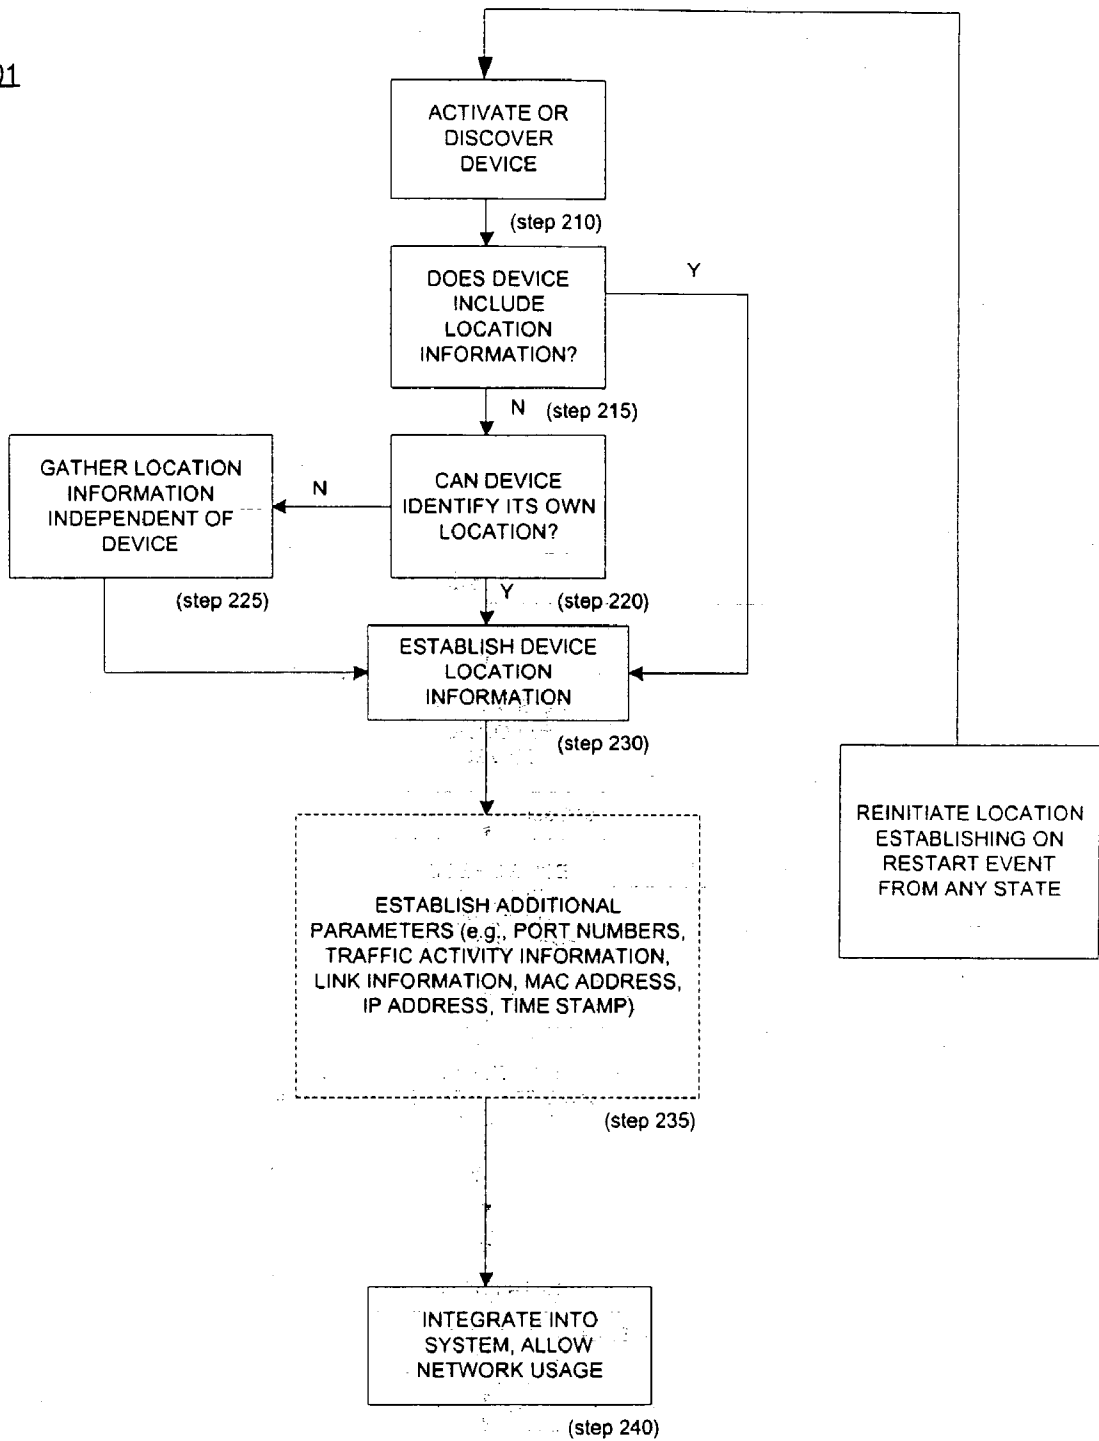 ACTIVATE OR
DISCOVER
DEVICE
(step 210)
DOES DEVICE
INCLUDE
LOCATION
INFORMATION?
Y
N
(step 215)
GATHER LOCATION
INFORMATION
INDEPENDENT OF
DEVICE
N
CAN DEVICE
IDENTIFY ITS OWN
LOCATION?
(step 225)
Y
(step 220)
ESTABLISH DEVICE
LOCATION
INFORMATION
(step 230)
REINITIATE LOCATION
ESTABLISHING ON
RESTART EVENT
FROM ANY STATE
ESTABLISH ADDITIONAL
PARAMETERS (e.g., PORT NUMBERS,
TRAFFIC ACTIVITY INFORMATION,
LINK INFORMATION, MAC ADDRESS,
IP ADDRESS, TIME STAMP)
(step 235)
INTEGRATE INTO
SYSTEM, ALLOW
NETWORK USAGE
(step 240)